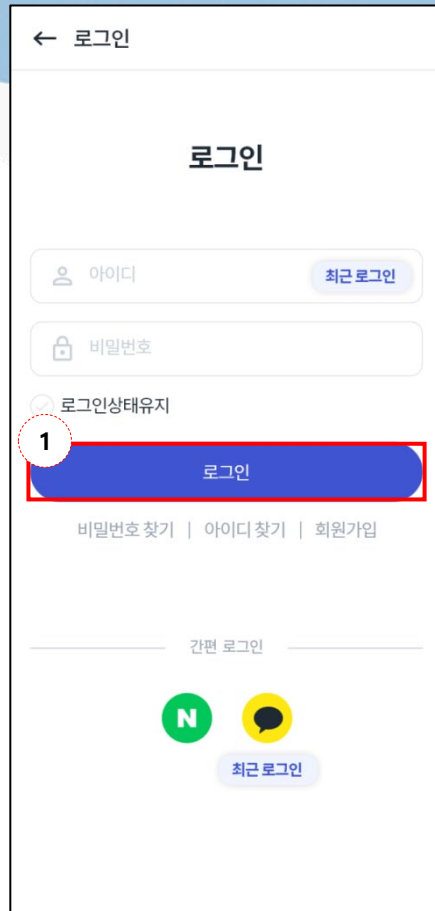 ← 로그인
로그인
아이디 최근 로그인
비밀번호
로그인상태유지
1
로그인
비밀번호 찾기 | 아이디 찾기 | 회원가입
간편 로그인
N
최근 로그인